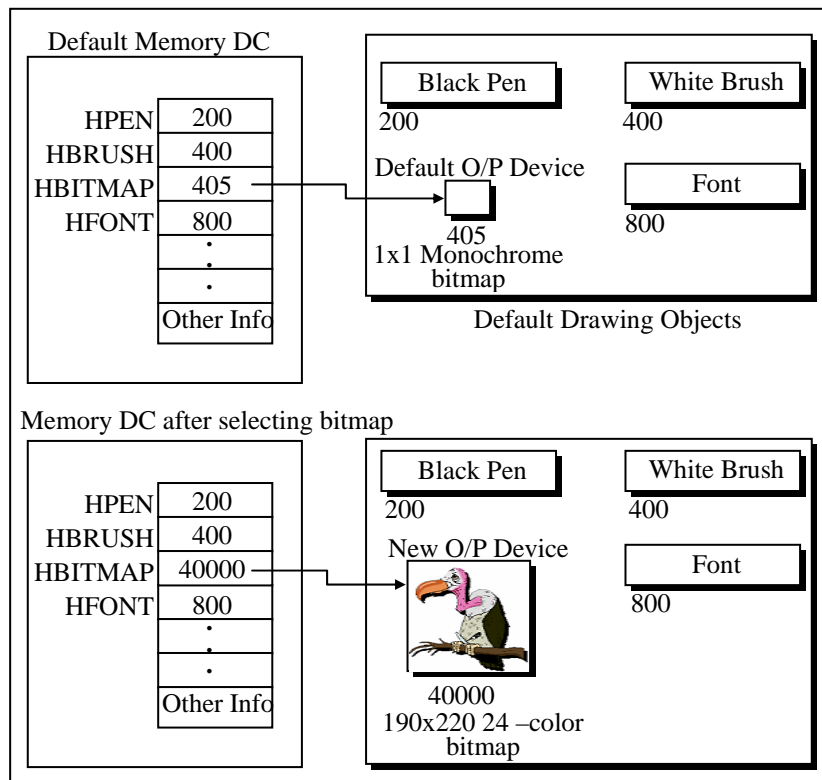 Default Memory DC
HPEN 200
HBRUSH 400
HBITMAP 405
HFONT 800
.
.
.
Other Info
Black Pen
200
White Brush
400
Default O/P Device
405
1x1 Monochrome
bitmap
Font
800
Default Drawing Objects
Memory DC after selecting bitmap
HPEN 200
HBRUSH 400
HBITMAP 40000
HFONT 800
.
.
.
Other Info
Black Pen
200
White Brush
400
New O/P Device
40000
190x220 24 –color
bitmap
Font
800